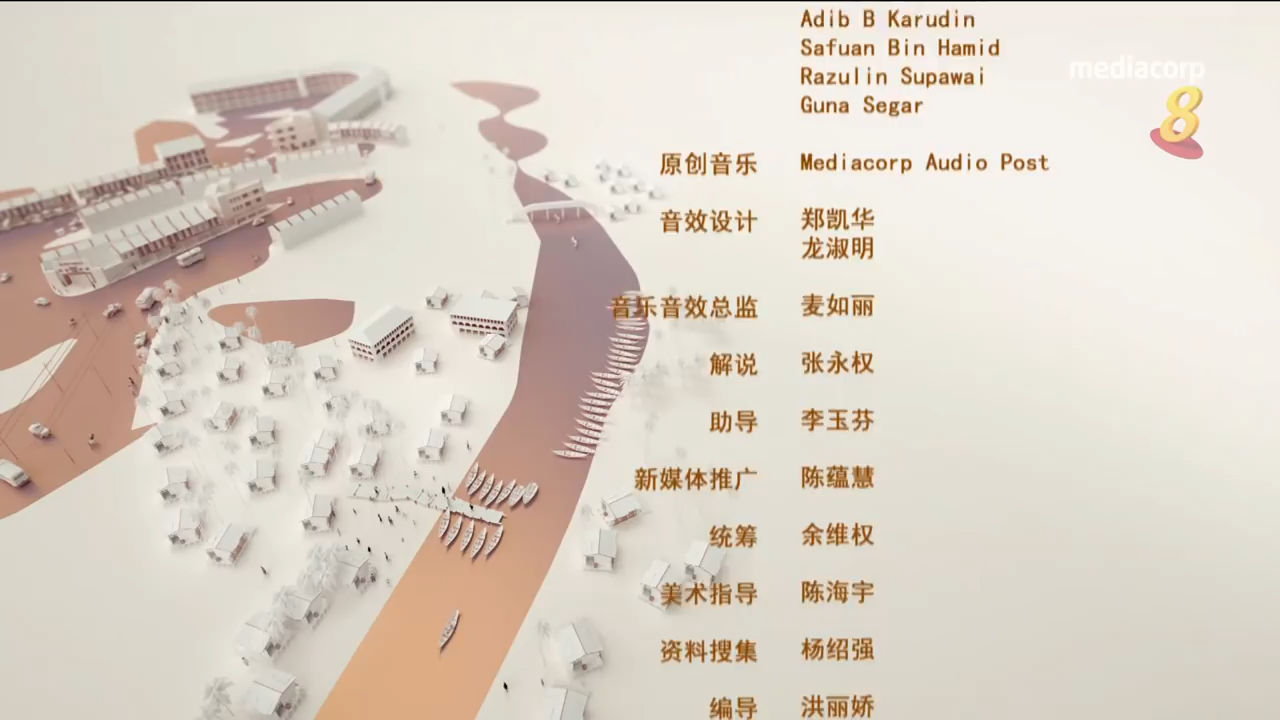 Adib B Karudin
Safuan Bin Hamid
Razulin Supawai
Guna Segar
mediacorp
8
原创音乐 Mediacorp Audio Post
音效设计 郑凯华
龙淑明
音乐音效总监 麦如丽
解说 张永权
助导 李玉芬
新媒体推广 陈蕴慧
统筹 余维权
美术指导 陈海宇
资料搜集 杨绍强
编导 洪丽娇